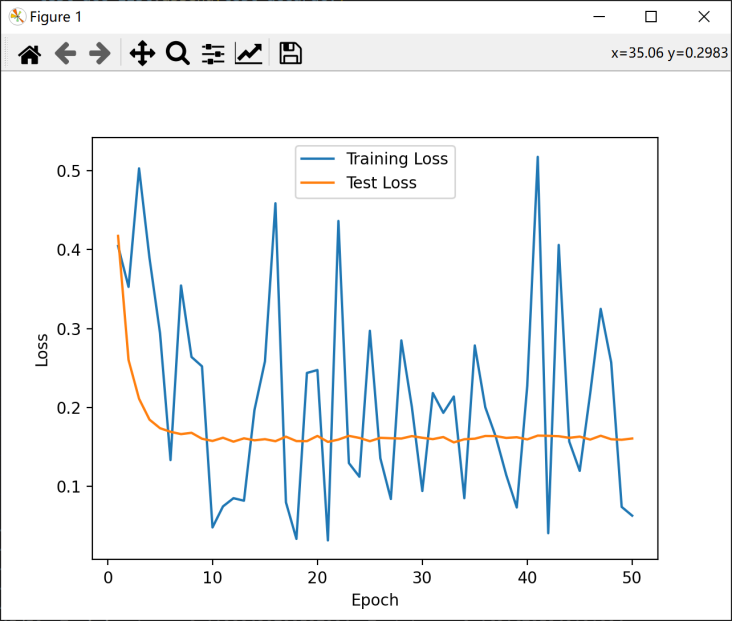 Figure 1
x=35.06 y=0.2983
Training Loss
Test Loss
0.5
0.4
0.3
0.2
0.1
Loss
0 10 20 30 40 50
Epoch